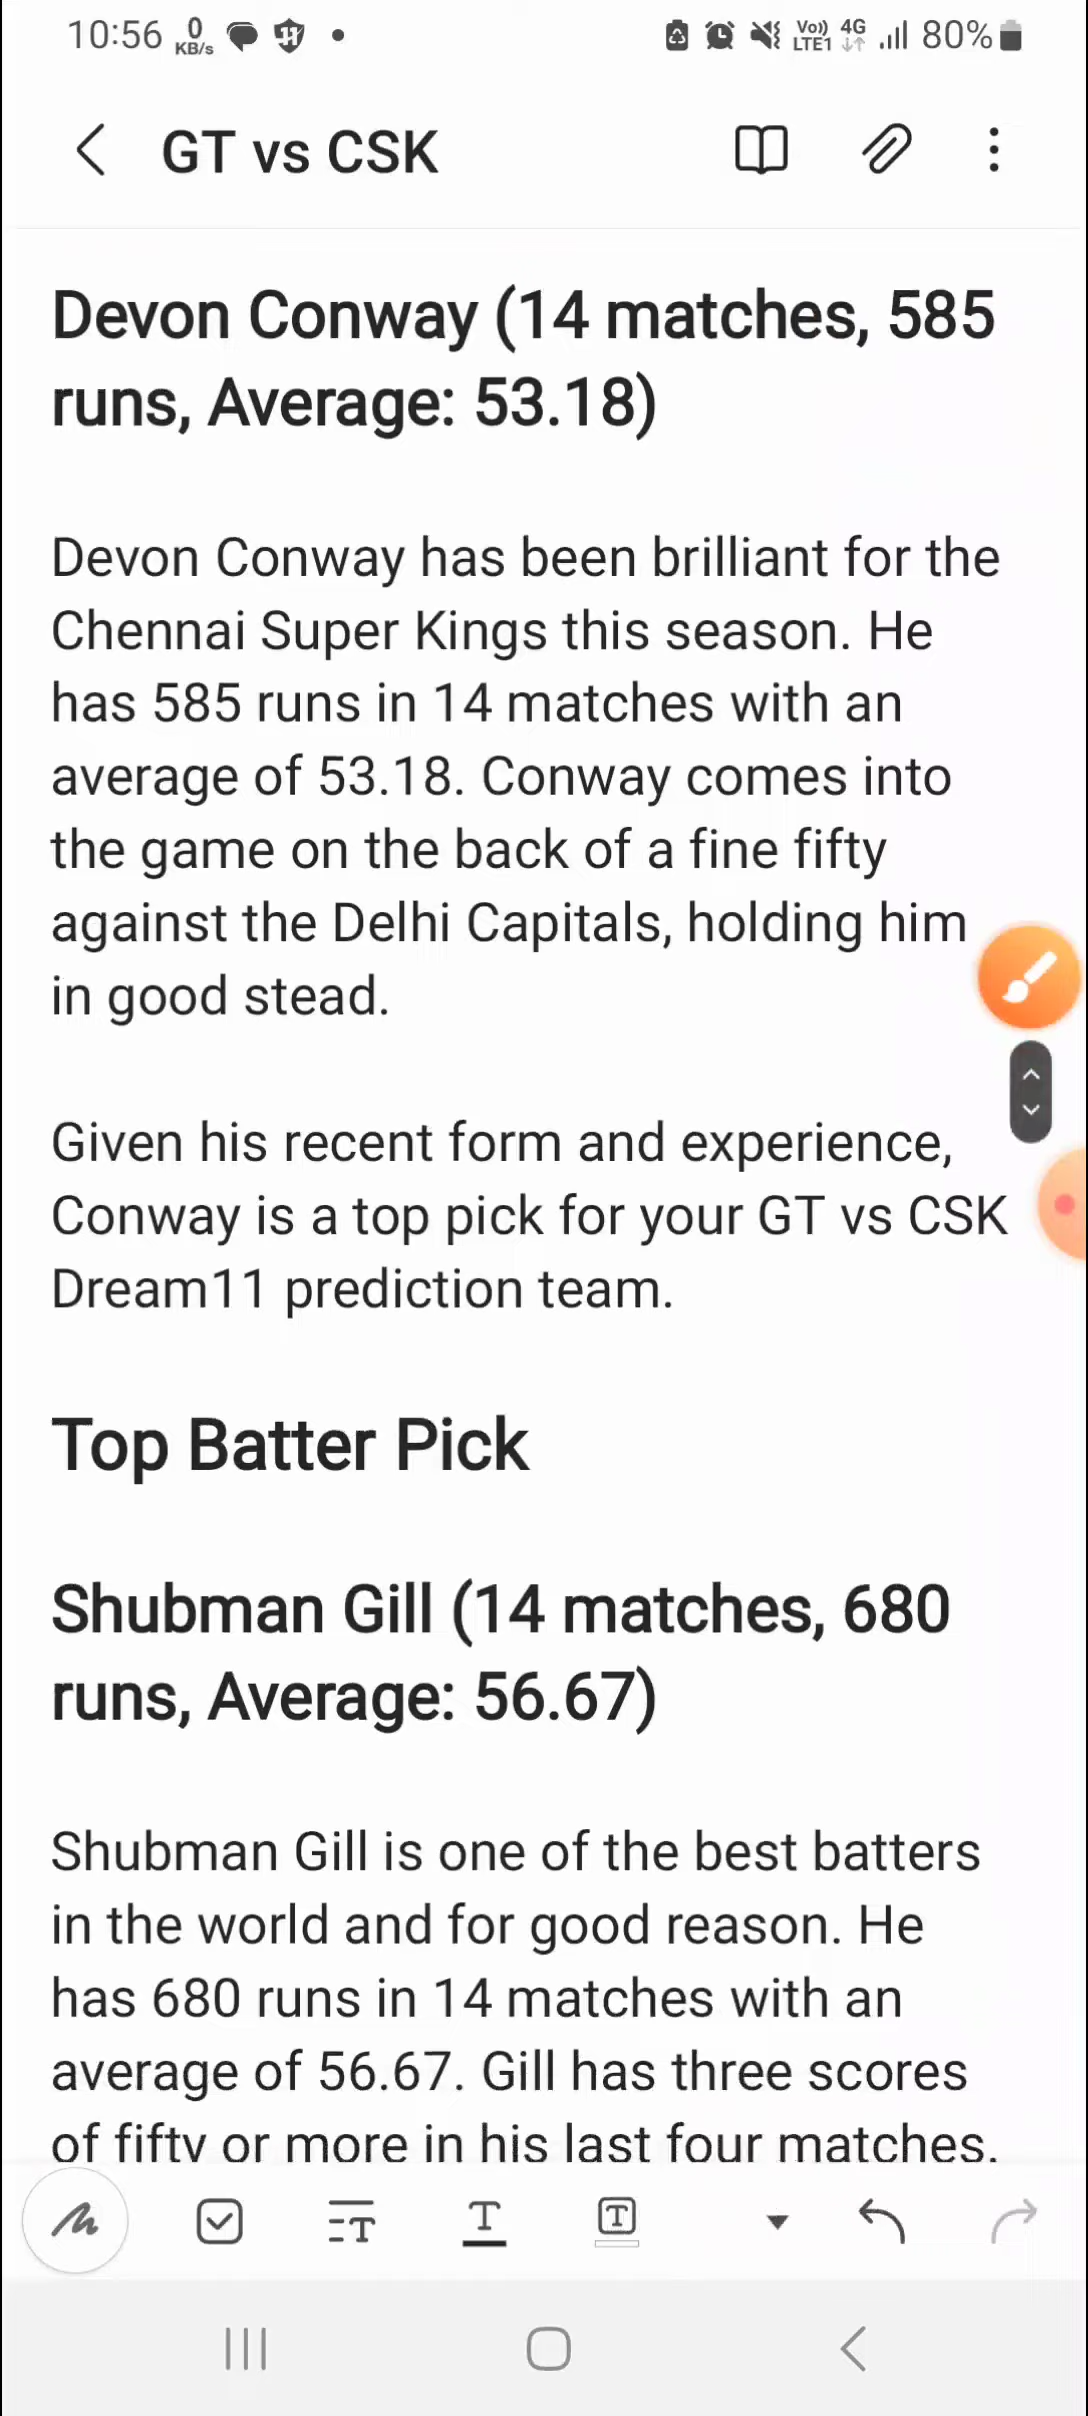 10:56 0 KB/s Vo)) LTE1 4G 80%
GT vs CSK
Devon Conway (14 matches, 585
runs, Average: 53.18)
Devon Conway has been brilliant for the
Chennai Super Kings this season. He
has 585 runs in 14 matches with an
average of 53.18. Conway comes into
the game on the back of a fine fifty
against the Delhi Capitals, holding him
in good stead.
Given his recent form and experience,
Conway is a top pick for your GT vs CSK
Dream11 prediction team.
Top Batter Pick
Shubman Gill (14 matches, 680
runs, Average: 56.67)
Shubman Gill is one of the best batters
in the world and for good reason. He
has 680 runs in 14 matches with an
average of 56.67. Gill has three scores
of fifty or more in his last four matches.